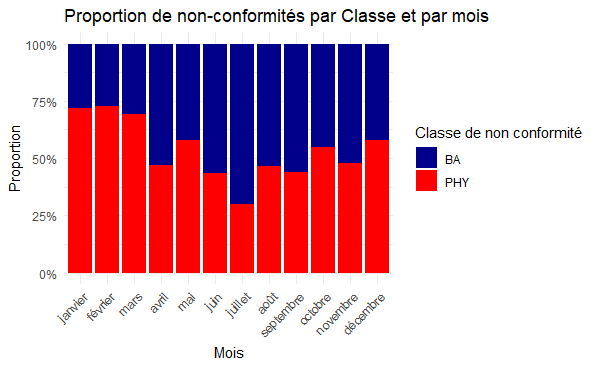 Proportion de non-conformités par Classe et par mois
Proportion
100%
75%
50%
25%
0%
janvier
février
mars
avril
mai
juin
juillet
août
septembre
octobre
novembre
décembre
Mois
Classe de non conformité
BA
PHY